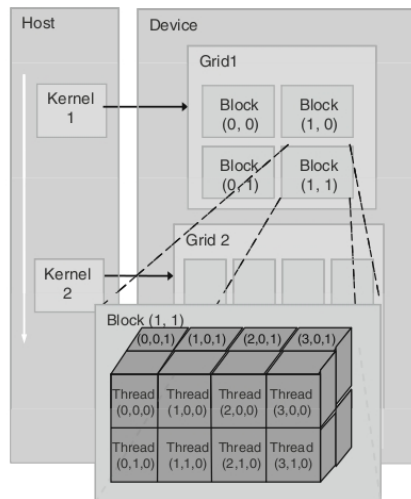 Host
Device
Grid1
Kernel
1
Block
(0, 0)
Block
(1, 0)
Block
(0, 1)
Block
(1, 1)
Grid 2
Kernel
2
Block (1, 1)
(0,0,1) (1,0,1) (2,0,1) (3,0,1)
Thread Thread Thread Thread
(0,0,0) (1,0,0) (2,0,0) (3,0,0)
Thread Thread Thread Thread
(0,1,0) (1,1,0) (2,1,0) (3,1,0)